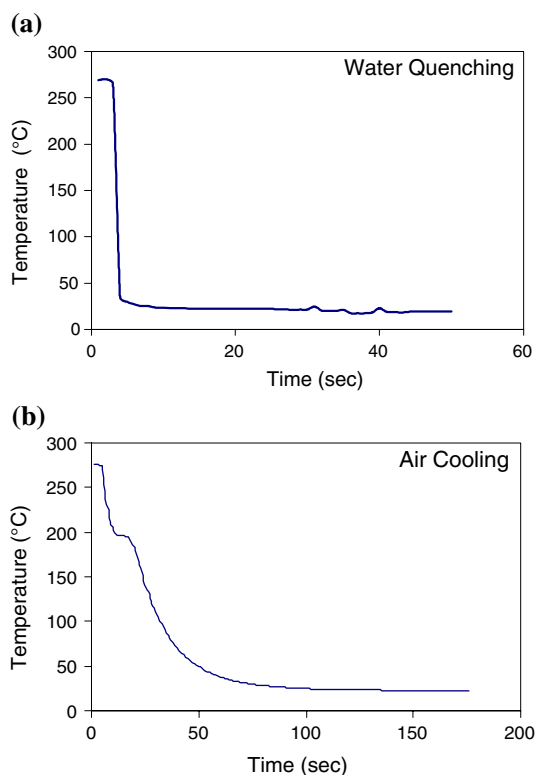 (a)
Water Quenching
Temperature (°C)
300
250
200
150
100
50
0
0 20 40 60
Time (sec)
(b)
Air Cooling
Temperature (°C)
300
250
200
150
100
50
0
0 50 100 150 200
Time (sec)